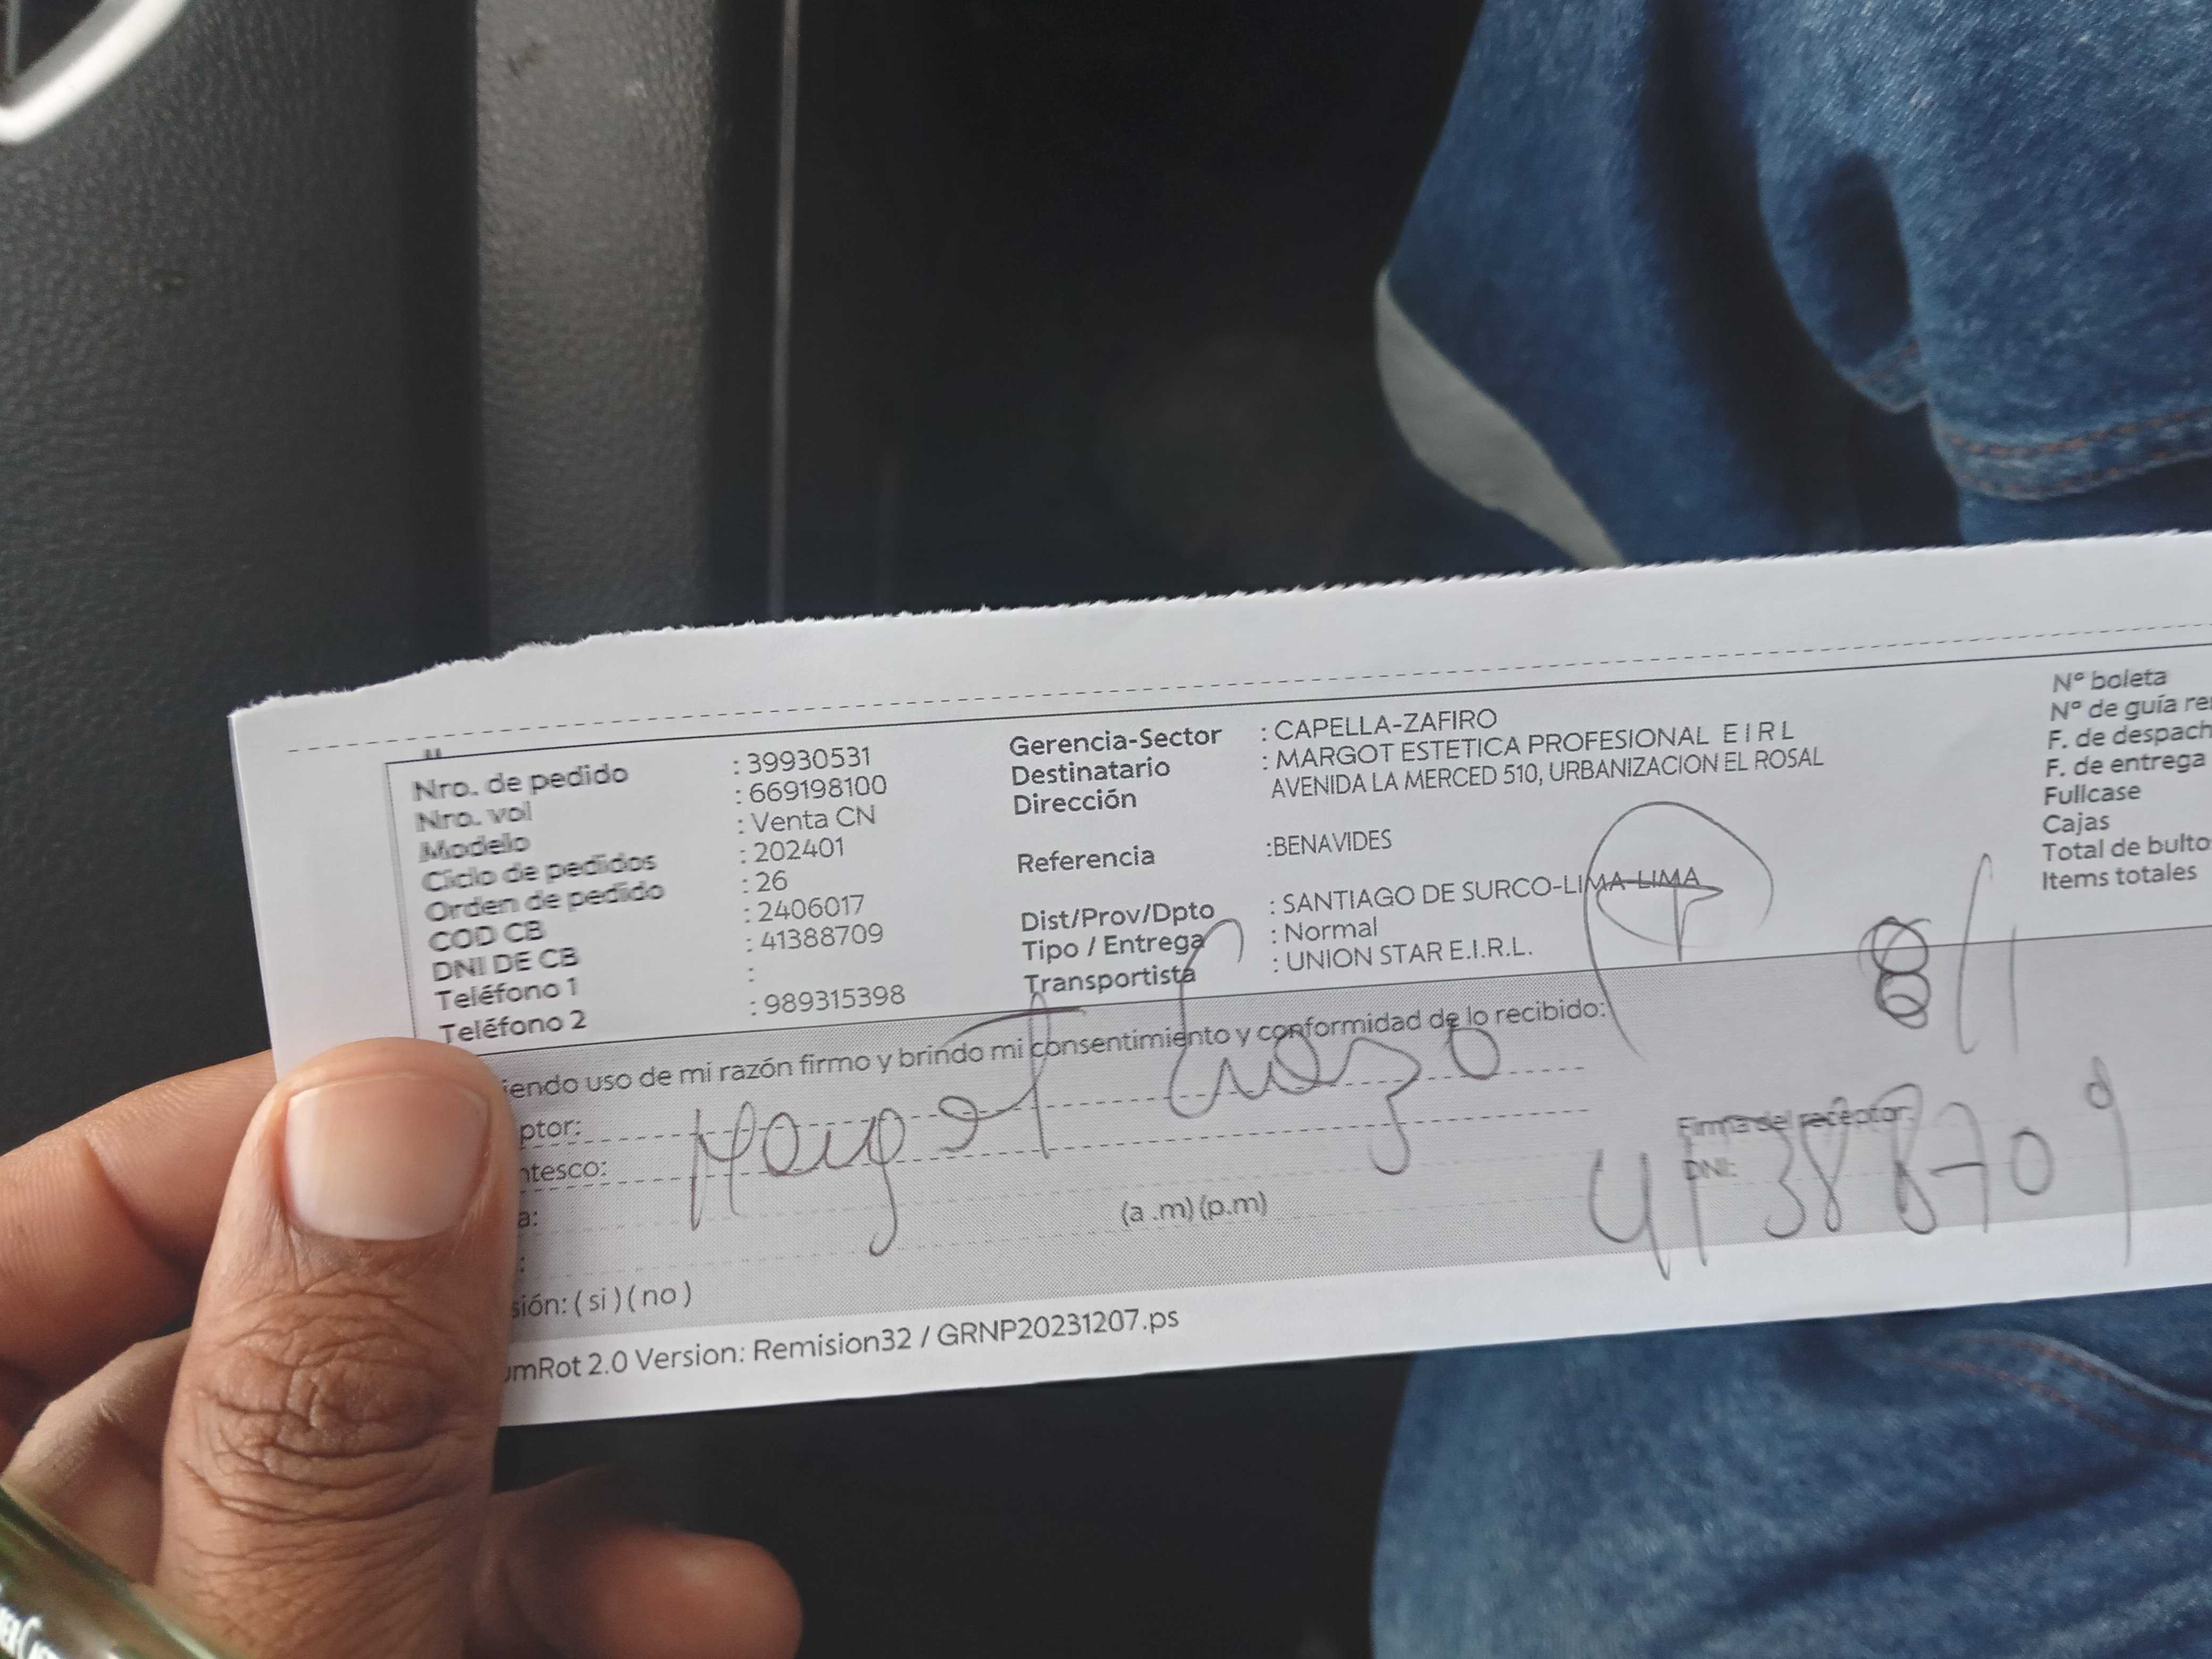 Nro. de pedido : 39930531
Nro. vol : 669198100
Modelo : Venta CN
Ciclo de pedidos : 202401
Orden de pedido : 26
COD CB : 2406017
DNI DE CB : 41388709
Teléfono 1 :
Teléfono 2 : 989315398
Gerencia-Sector : CAPELLA-ZAFIRO
Destinatario : MARGOT ESTETICA PROFESIONAL E I R L
Dirección AVENIDA LA MERCED 510, URBANIZACION EL ROSAL
Referencia :BENAVIDES
Dist/Prov/Dpto : SANTIAGO DE SURCO-LIMA-LIMA
Tipo / Entrega : Normal
Transportista : UNION STAR E.I.R.L.
N° boleta
N° de guía re
F. de despach
F. de entrega
Fullcase
Cajas
Total de bulto
Items totales
iendo uso de mi razón firmo y brindo mi consentimiento y conformidad de lo recibido:
ptor:
Margot
ntesco:
a:
(a .m) (p.m)
:
sión: ( si ) ( no )
Firma del receptor:
DNI:
41388709
umRot 2.0 Version: Remision32 / GRNP20231207.ps